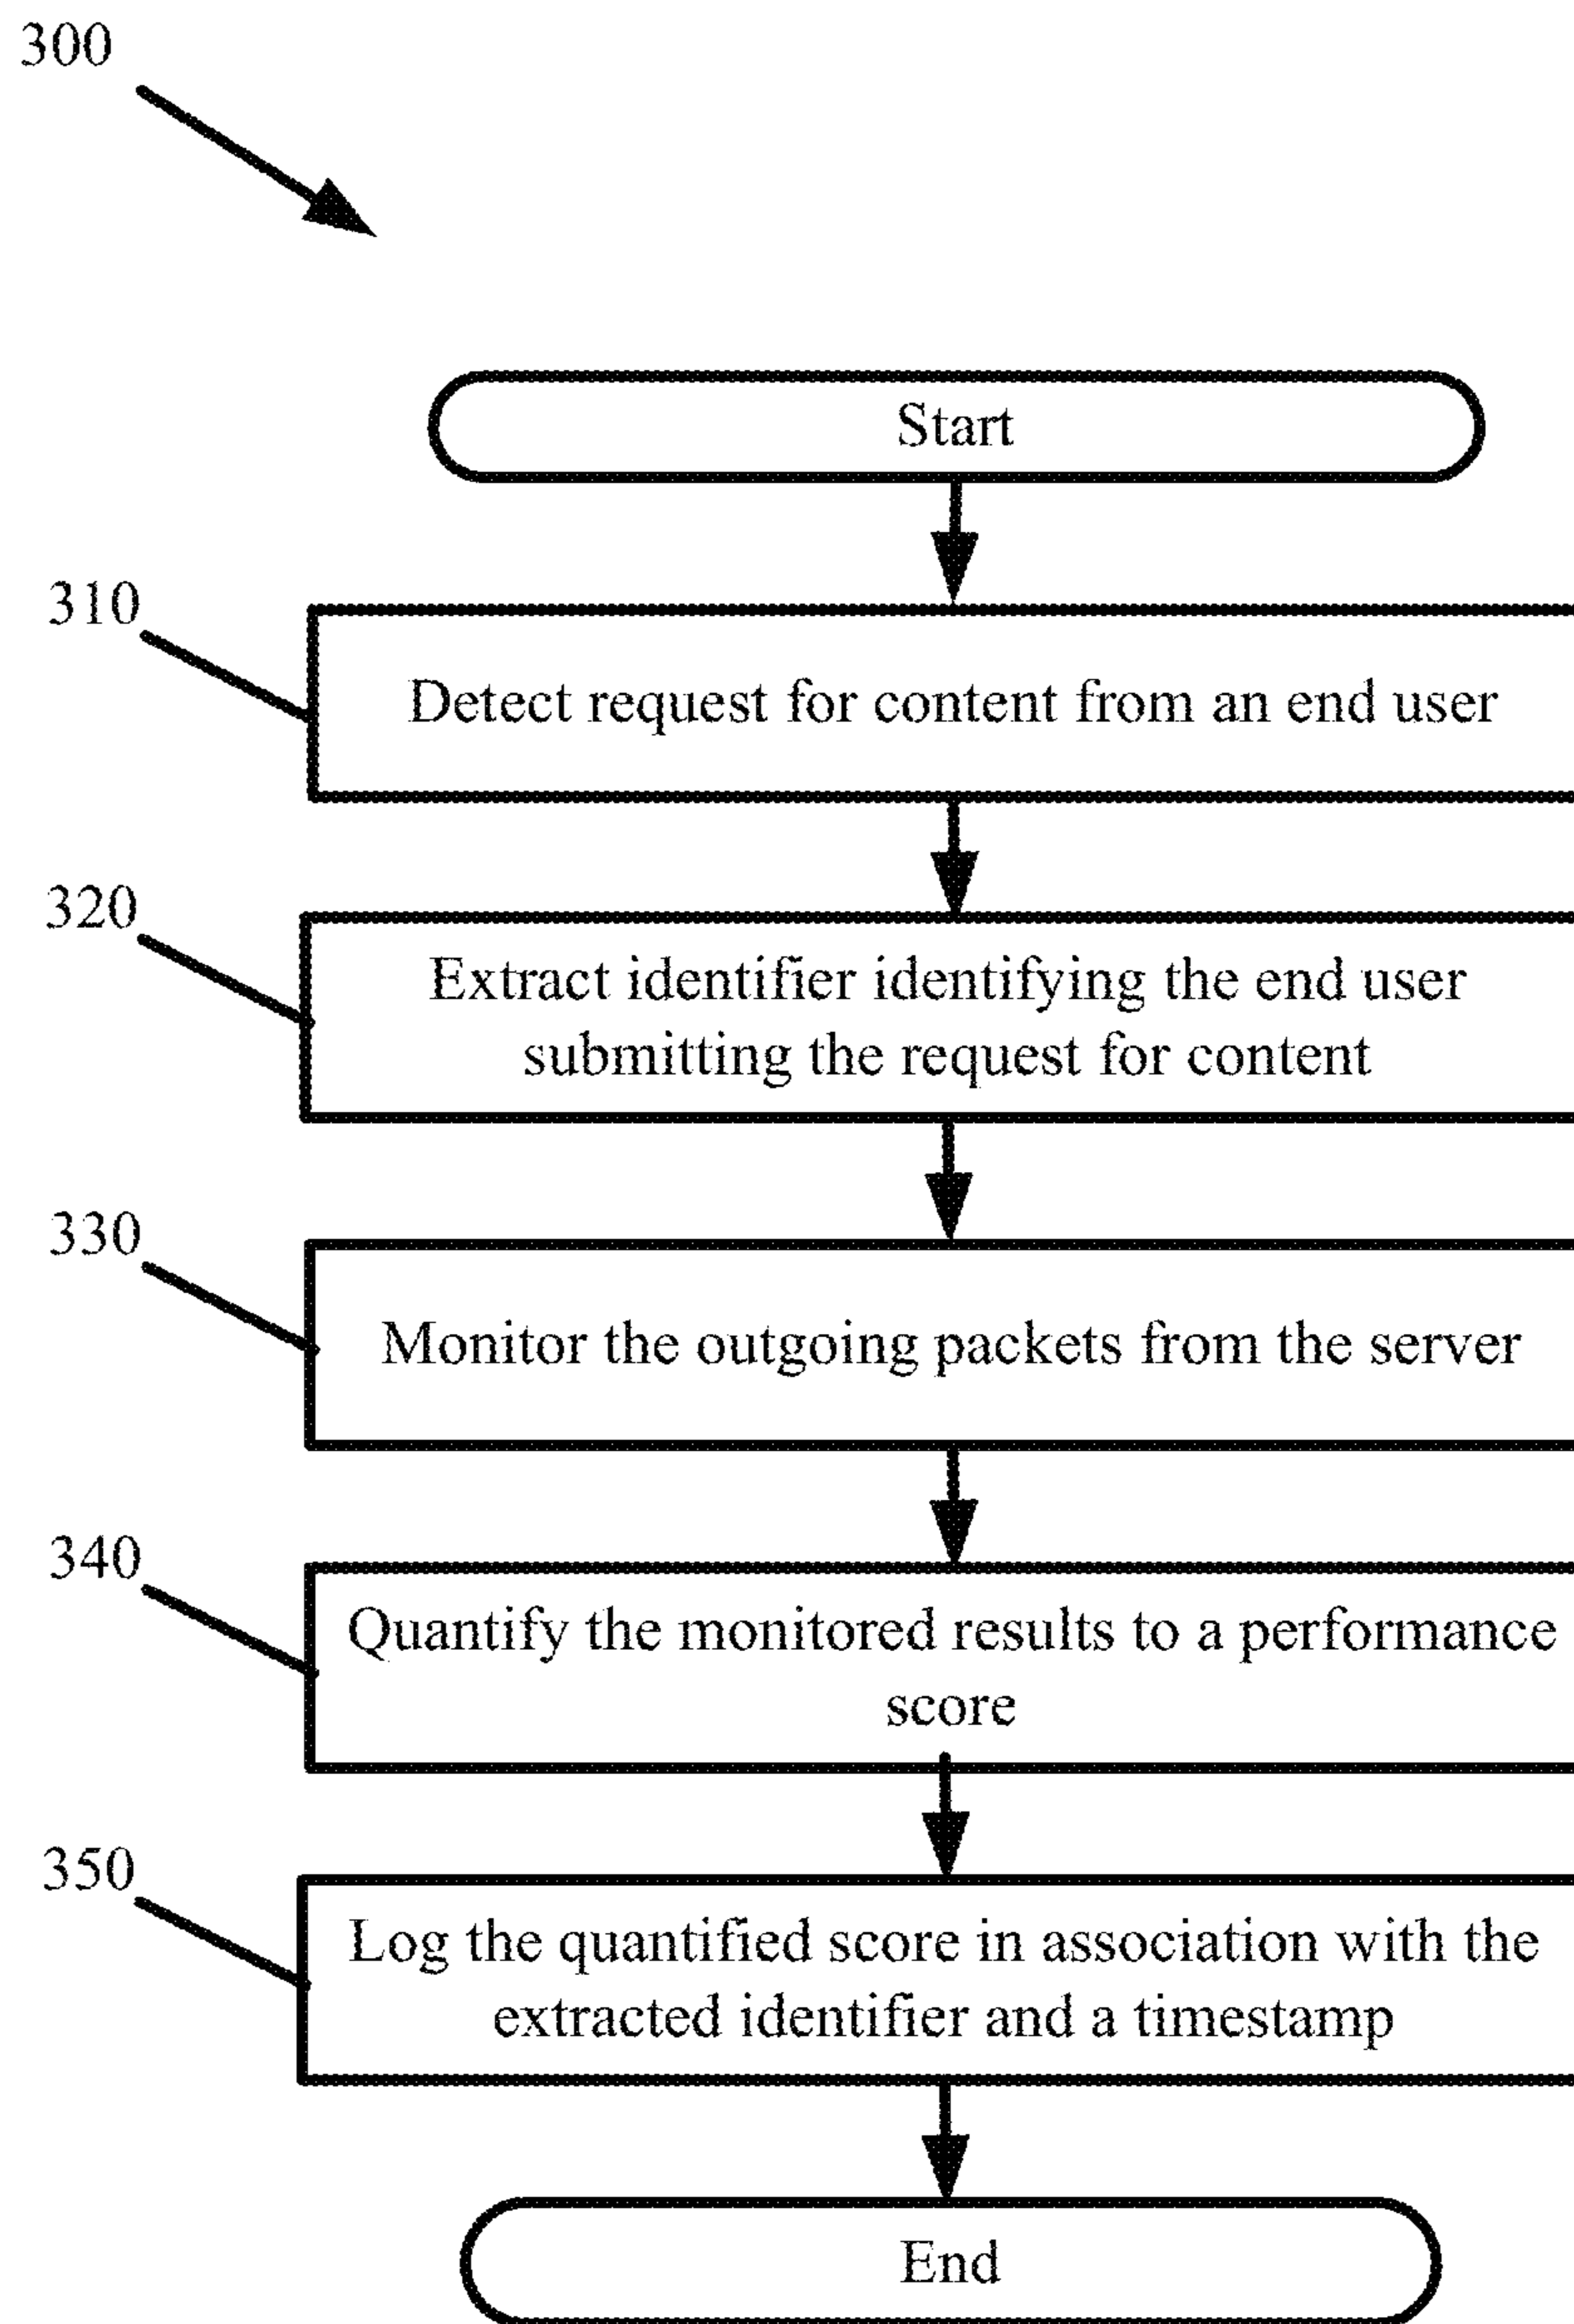 300
Start
310
Detect request for content from an end user
320
Extract identifier identifying the end user
submitting the request for content
330
Monitor the outgoing packets from the server
340
Quantify the monitored results to a performance
score
350
Log the quantified score in association with the
extracted identifier and a timestamp
End